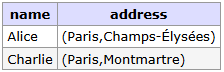 name address
Alice (Paris,Champs-Élysées)
Charlie (Paris,Montmartre)